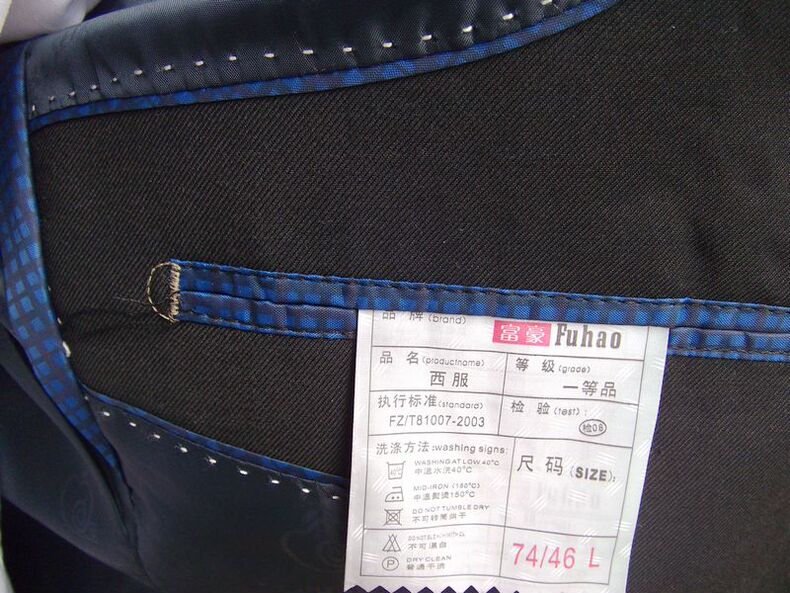 品 牌 (brand) 富豪 Fuhao
品 名 (productname) 等 级 (grade)
西 服 一等品
执行标准(standard) 检 验 (test):
FZ/T81007-2003 检06
洗涤方法:washing signs: 尺 码 (SIZE):
WASHING AT LOW 40°C
中温水洗40°C
MID-IRON (150°C)
中温熨烫150°C
DO NOT TUMBLE DRY
不可转笼烘干
不可漂白
P DRY CLEAN
普通干洗
74/46 L